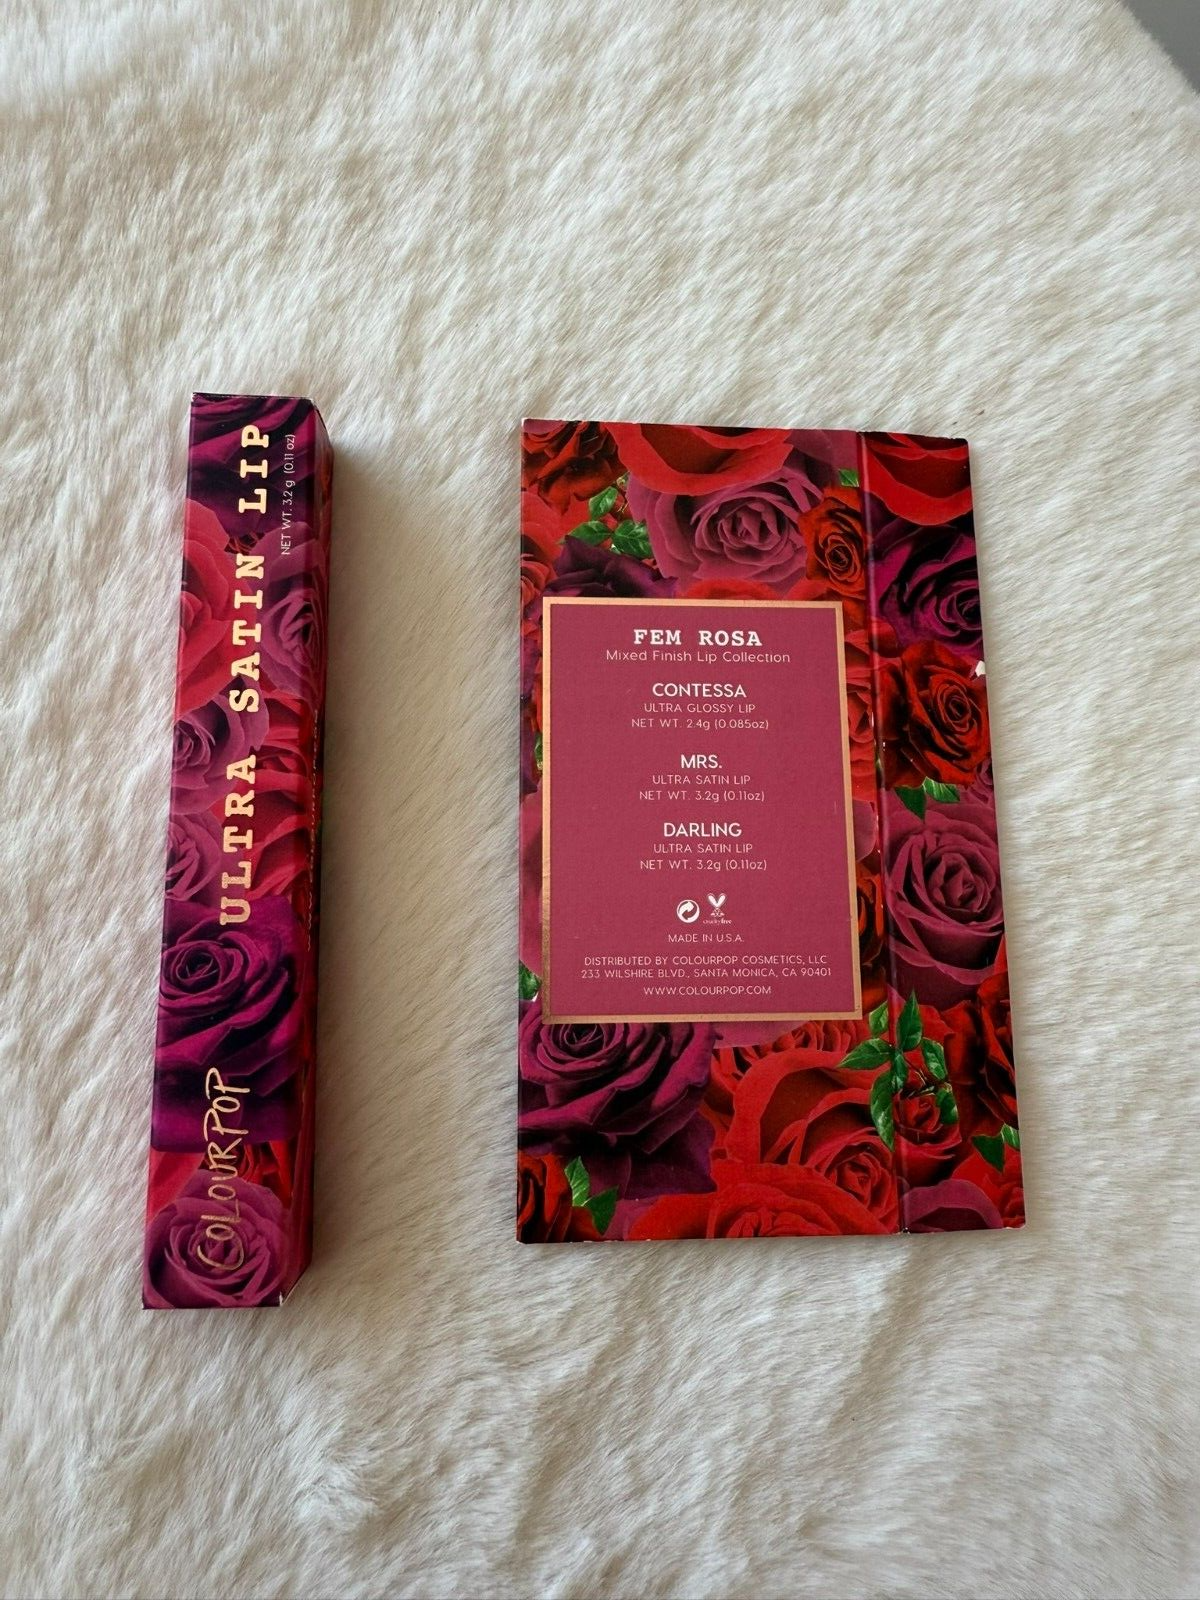 COLOURPOP
ULTRA SATIN LIP
NET WT. 3.2 g (0.11 oz)
FEM ROSA
Mixed Finish Lip Collection
CONTESSA
ULTRA GLOSSY LIP
NET WT. 2.4g (0.085oz)
MRS.
ULTRA SATIN LIP
NET WT. 3.2g (0.11oz)
DARLING
ULTRA SATIN LIP
NET WT. 3.2g (0.11oz)
crueltyfree
MADE IN U.S.A.
DISTRIBUTED BY COLOURPOP COSMETICS, LLC
233 WILSHIRE BLVD., SANTA MONICA, CA 90401
WWW.COLOURPOP.COM